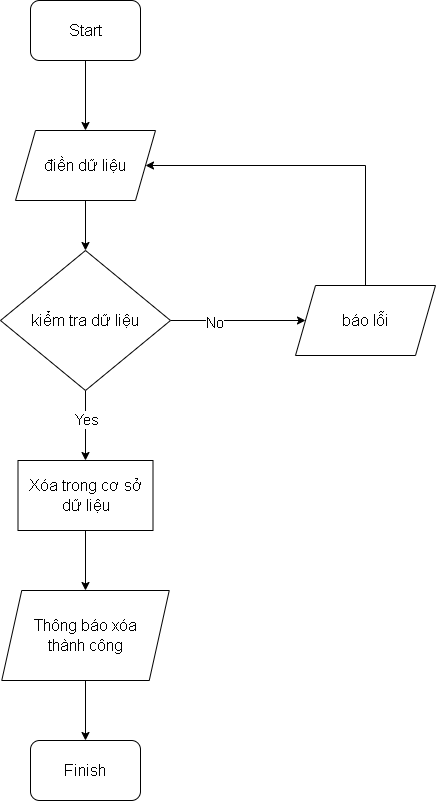 Start
điền dữ liệu
kiểm tra dữ liệu
No
báo lỗi
Yes
Xóa trong cơ sở
dữ liệu
Thông báo xóa
thành công
Finish